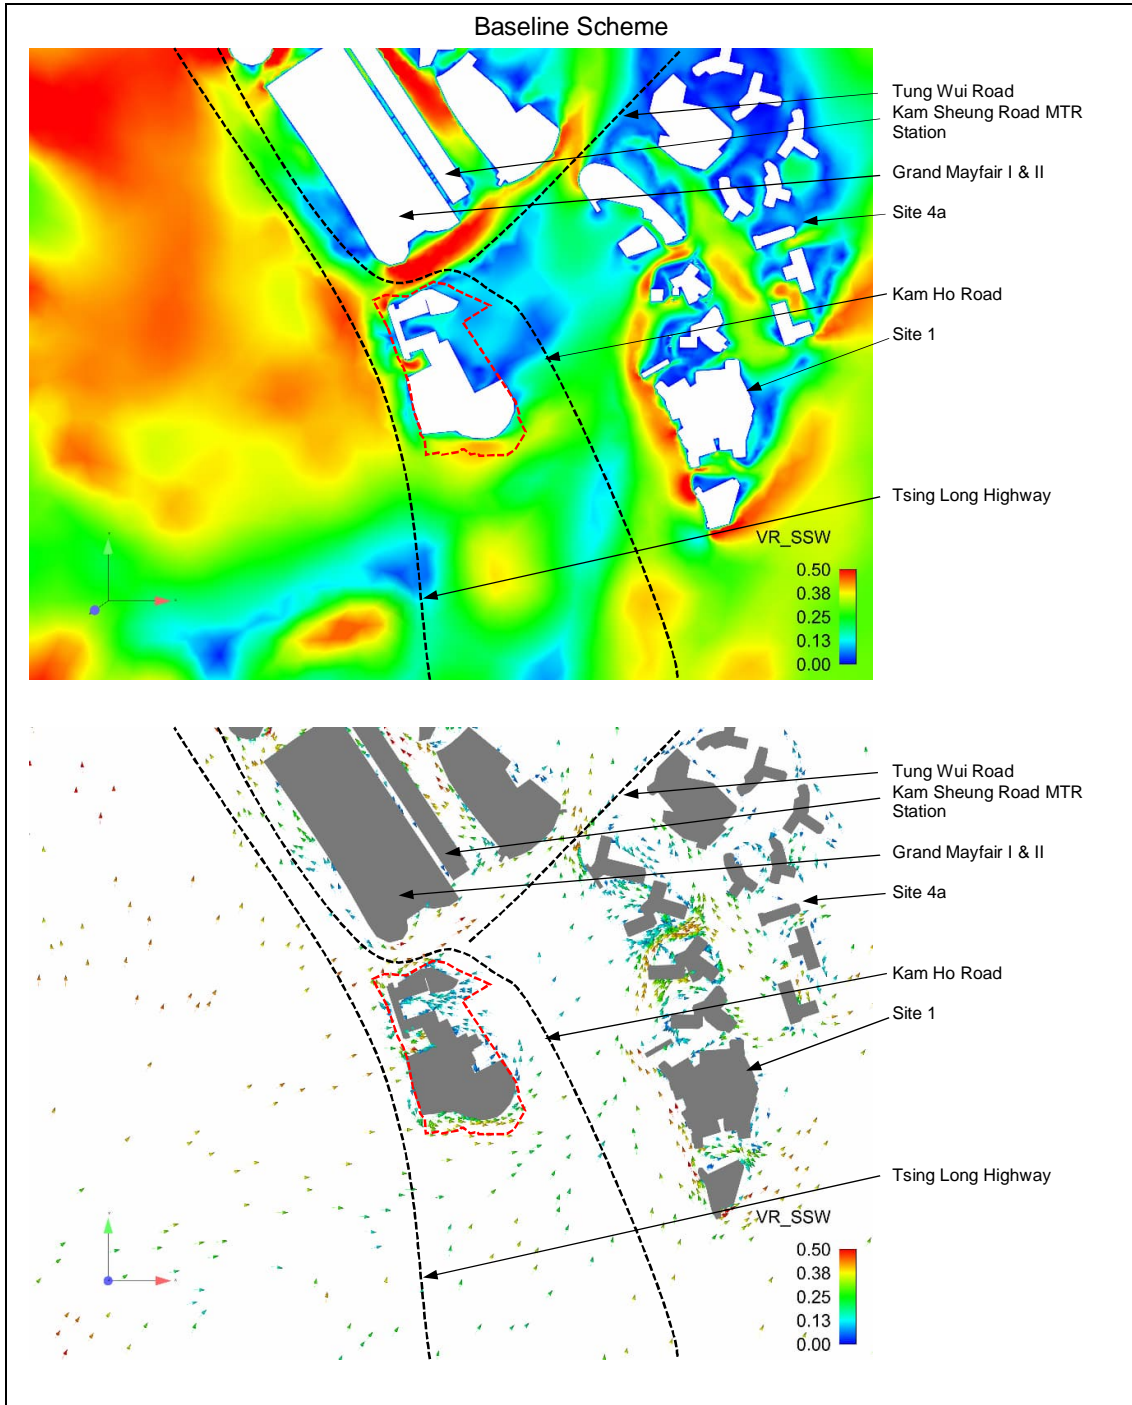 Baseline Scheme
Tung Wui Road
Kam Sheung Road MTR
Station
Grand Mayfair I & II
Site 4a
Kam Ho Road
Site 1
Tsing Long Highway
VR_SSW
0.50
0.38
0.25
0.13
0.00
Tung Wui Road
Kam Sheung Road MTR
Station
Grand Mayfair I & II
Site 4a
Kam Ho Road
Site 1
Tsing Long Highway
VR_SSW
0.50
0.38
0.25
0.13
0.00